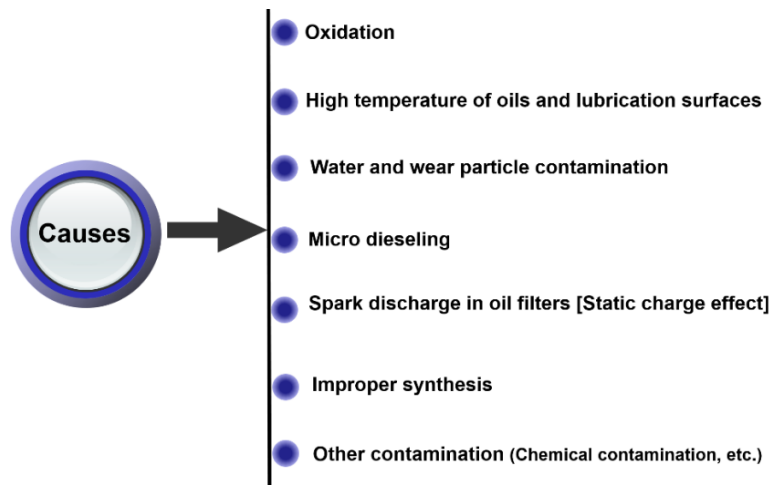 Causes
Oxidation
High temperature of oils and lubrication surfaces
Water and wear particle contamination
Micro dieseling
Spark discharge in oil filters [Static charge effect]
Improper synthesis
Other contamination (Chemical contamination, etc.)